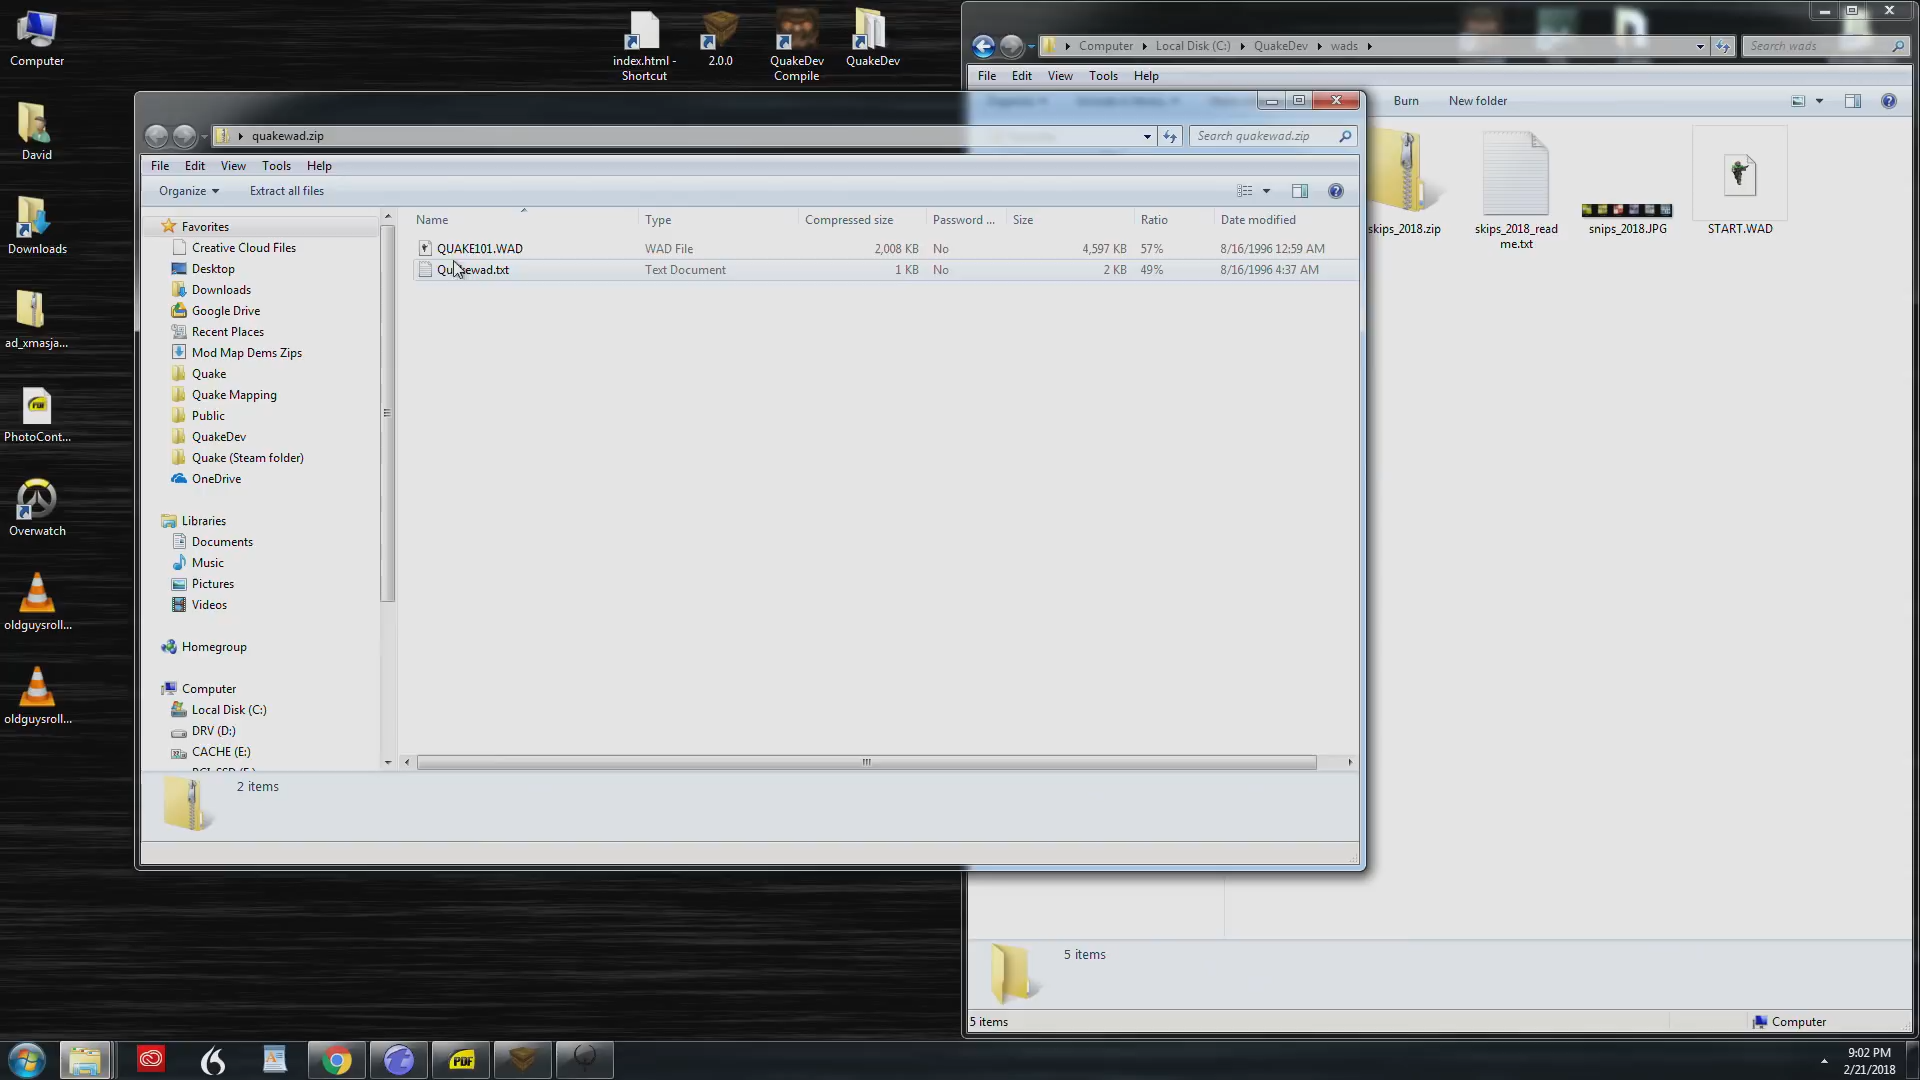 Computer
David
Downloads
ad_xmasja...
PhotoCont...
Overwatch
oldguysroll...
oldguysroll...
index.html -
Shortcut
2.0.0
QuakeDev
Compile
QuakeDev
quakewad.zip
Search quakewad.zip
File Edit View Tools Help
Organize Extract all files
Favorites
Creative Cloud Files
Desktop
Downloads
Google Drive
Recent Places
Mod Map Dems Zips
Quake
Quake Mapping
Public
QuakeDev
Quake (Steam folder)
OneDrive
Libraries
Documents
Music
Pictures
Videos
Homegroup
Computer
Local Disk (C:)
DRV (D:)
CACHE (E:)
Name Type Compressed size Password ... Size Ratio Date modified
QUAKE101.WAD WAD File 2,008 KB No 4,597 KB 57% 8/16/1996 12:59 AM
Quakewad.txt Text Document 1 KB No 2 KB 49% 8/16/1996 4:37 AM
2 items
Computer Local Disk (C:) QuakeDev wads
Search wads
File Edit View Tools Help
Burn New folder
skips_2018.zip
skips_2018_read
me.txt
snips_2018.JPG
START.WAD
5 items
5 items
Computer
PDF
9:02 PM
2/21/2018